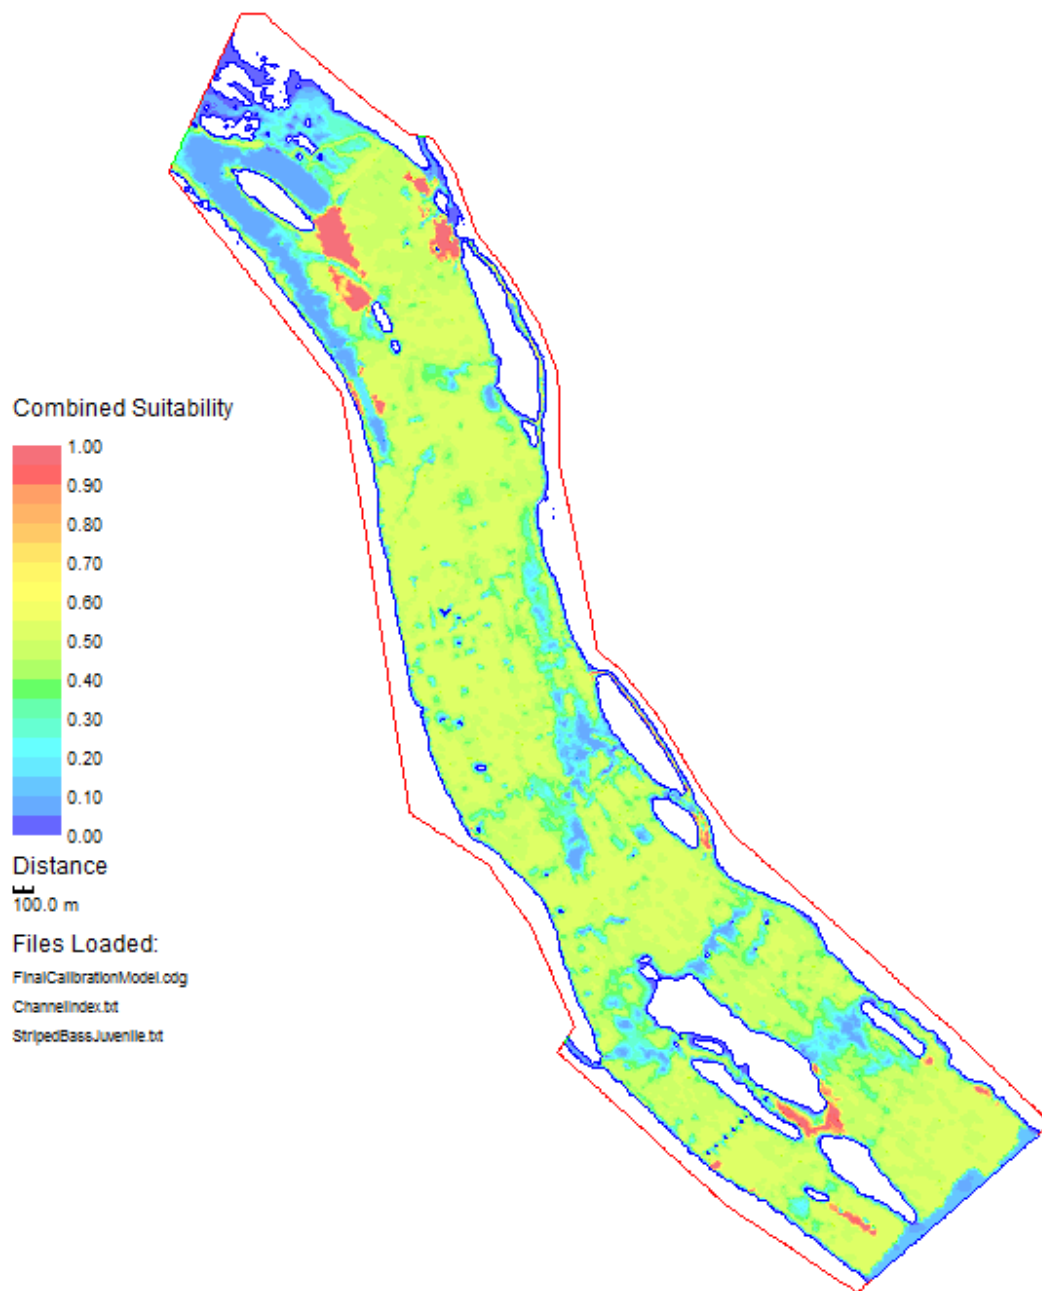 Combined Suitability
1.00
0.90
0.80
0.70
0.60
0.50
0.40
0.30
0.20
0.10
0.00
Distance
100.0 m
Files Loaded:
FinalCalibrationModel.cdg
ChannelIndex.txt
StripedBassJuvenile.txt